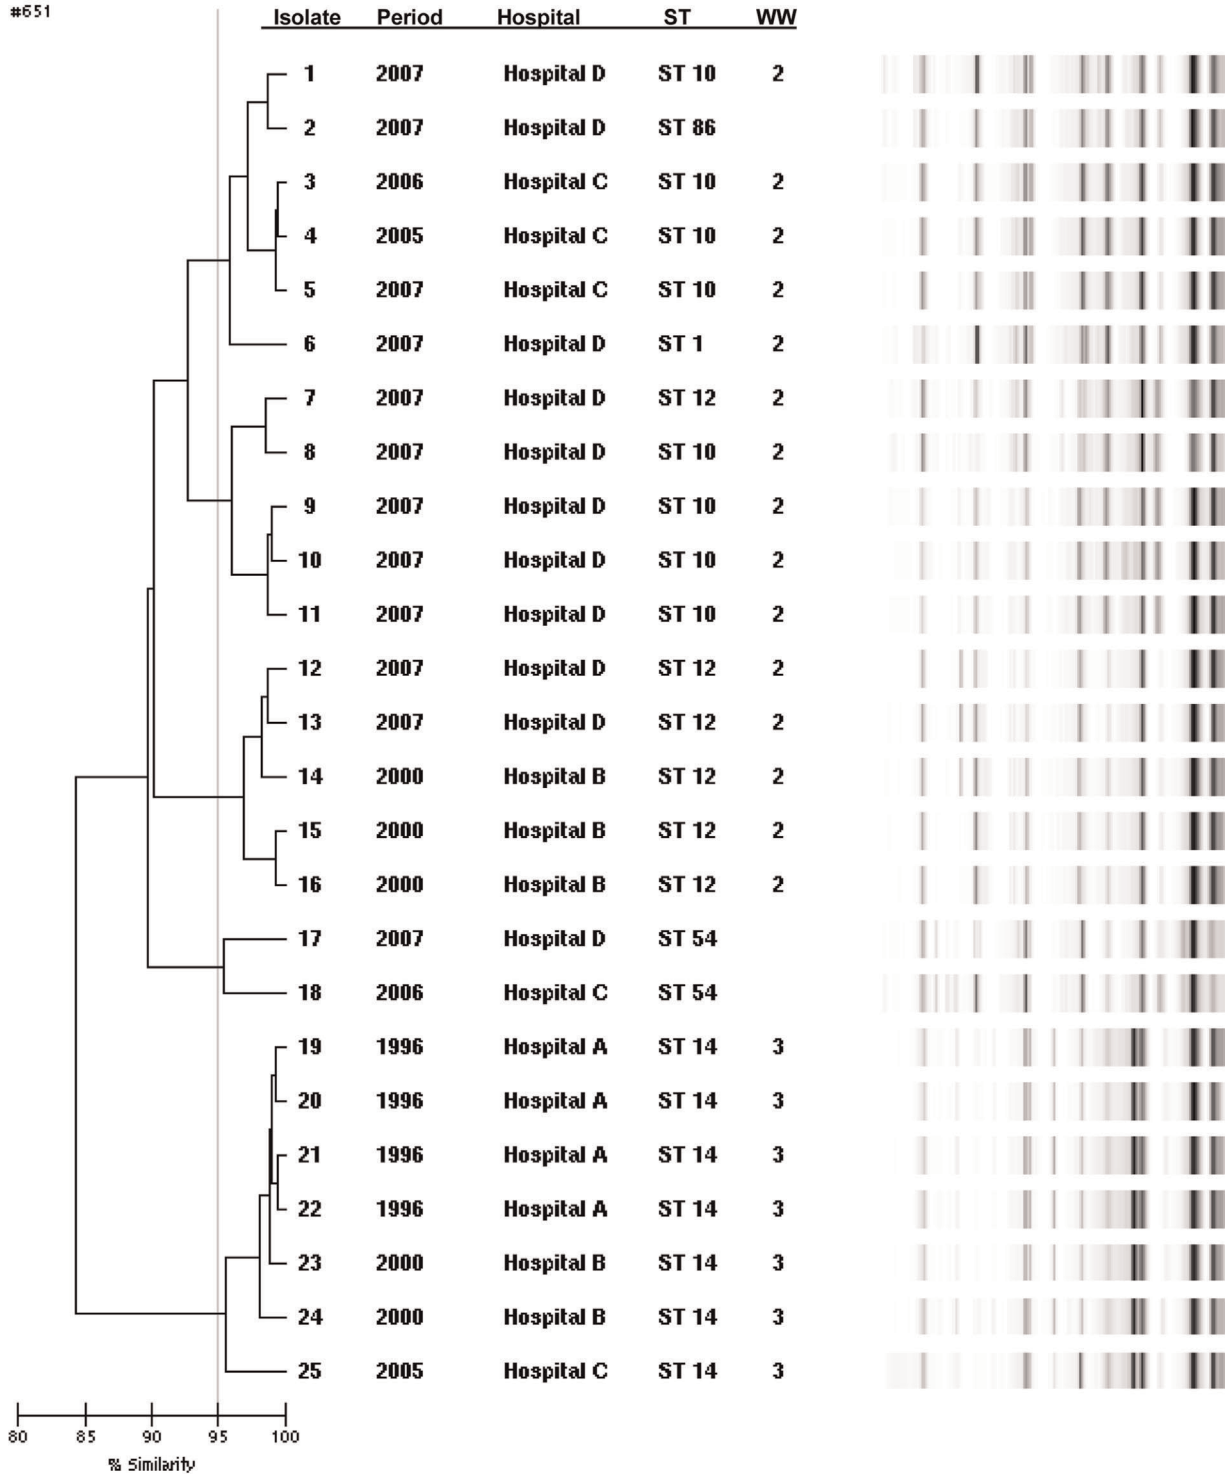 #651
Isolate Period Hospital ST WW
1 2007 Hospital D ST 10 2
2 2007 Hospital D ST 86
3 2006 Hospital C ST 10 2
4 2005 Hospital C ST 10 2
5 2007 Hospital C ST 10 2
6 2007 Hospital D ST 1 2
7 2007 Hospital D ST 12 2
8 2007 Hospital D ST 10 2
9 2007 Hospital D ST 10 2
10 2007 Hospital D ST 10 2
11 2007 Hospital D ST 10 2
12 2007 Hospital D ST 12 2
13 2007 Hospital D ST 12 2
14 2000 Hospital B ST 12 2
15 2000 Hospital B ST 12 2
16 2000 Hospital B ST 12 2
17 2007 Hospital D ST 54
18 2006 Hospital C ST 54
19 1996 Hospital A ST 14 3
20 1996 Hospital A ST 14 3
21 1996 Hospital A ST 14 3
22 1996 Hospital A ST 14 3
23 2000 Hospital B ST 14 3
24 2000 Hospital B ST 14 3
25 2005 Hospital C ST 14 3
80 85 90 95 100
% Similarity